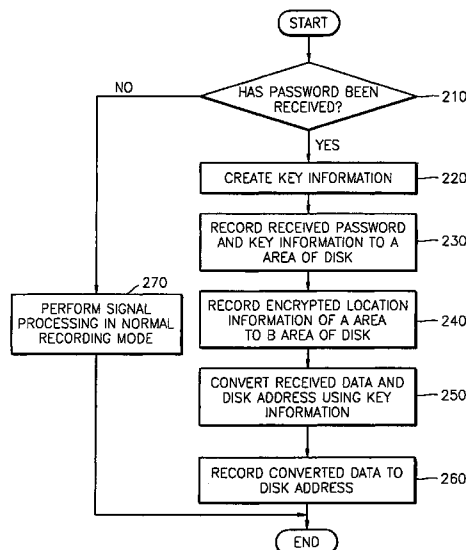 START
HAS PASSWORD BEEN
RECEIVED?
210
NO
YES
CREATE KEY INFORMATION
220
RECORD RECEIVED PASSWORD
AND KEY INFORMATION TO A
AREA OF DISK
230
270
PERFORM SIGNAL
PROCESSING IN NORMAL
RECORDING MODE
RECORD ENCRYPTED LOCATION
INFORMATION OF A AREA
TO B AREA OF DISK
240
CONVERT RECEIVED DATA AND
DISK ADDRESS USING KEY
INFORMATION
250
RECORD CONVERTED DATA TO
DISK ADDRESS
260
END